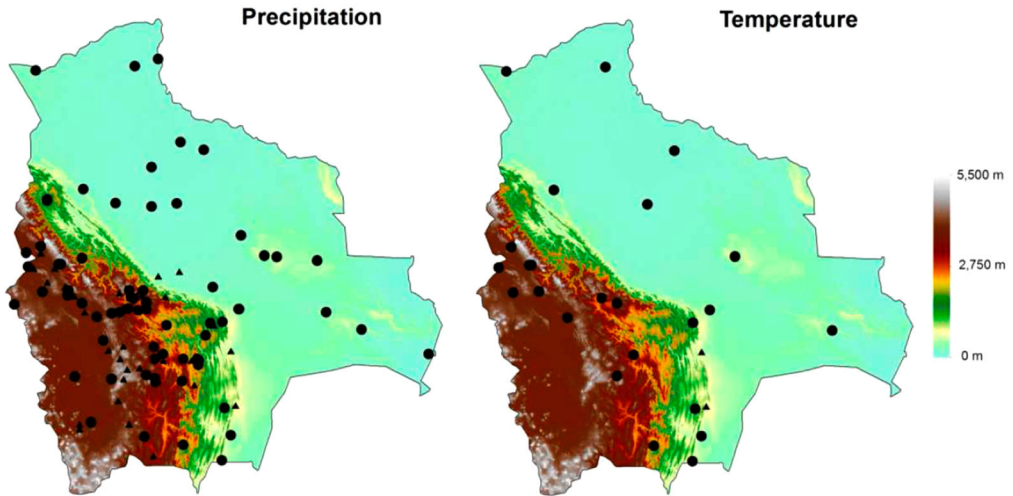 Precipitation
Temperature
5,500 m
2,750 m
0 m